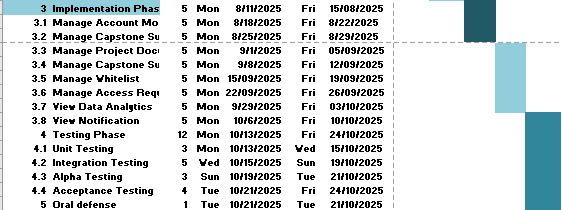 3 Implementation Phas 5 Mon 8/11/2025 Fri 15/08/2025
3.1 Manage Account Mo 5 Mon 8/18/2025 Fri 8/22/2025
3.2 Manage Capstone Su 5 Mon 8/25/2025 Fri 8/29/2025
3.3 Manage Project Docu 5 Mon 9/1/2025 Fri 05/09/2025
3.4 Manage Capstone Su 5 Mon 9/8/2025 Fri 12/09/2025
3.5 Manage Whitelist 5 Mon 15/09/2025 Fri 19/09/2025
3.6 Manage Access Requ 5 Mon 22/09/2025 Fri 26/09/2025
3.7 View Data Analytics 5 Mon 9/29/2025 Fri 03/10/2025
3.8 View Notification 5 Mon 10/6/2025 Fri 10/10/2025
4 Testing Phase 12 Mon 10/13/2025 Fri 24/10/2025
4.1 Unit Testing 3 Mon 10/13/2025 Wed 15/10/2025
4.2 Integration Testing 5 Wed 10/15/2025 Sun 19/10/2025
4.3 Alpha Testing 3 Sun 10/19/2025 Tue 21/10/2025
4.4 Acceptance Testing 4 Tue 10/21/2025 Fri 24/10/2025
5 Oral defense 1 Tue 10/21/2025 Tue 21/10/2025